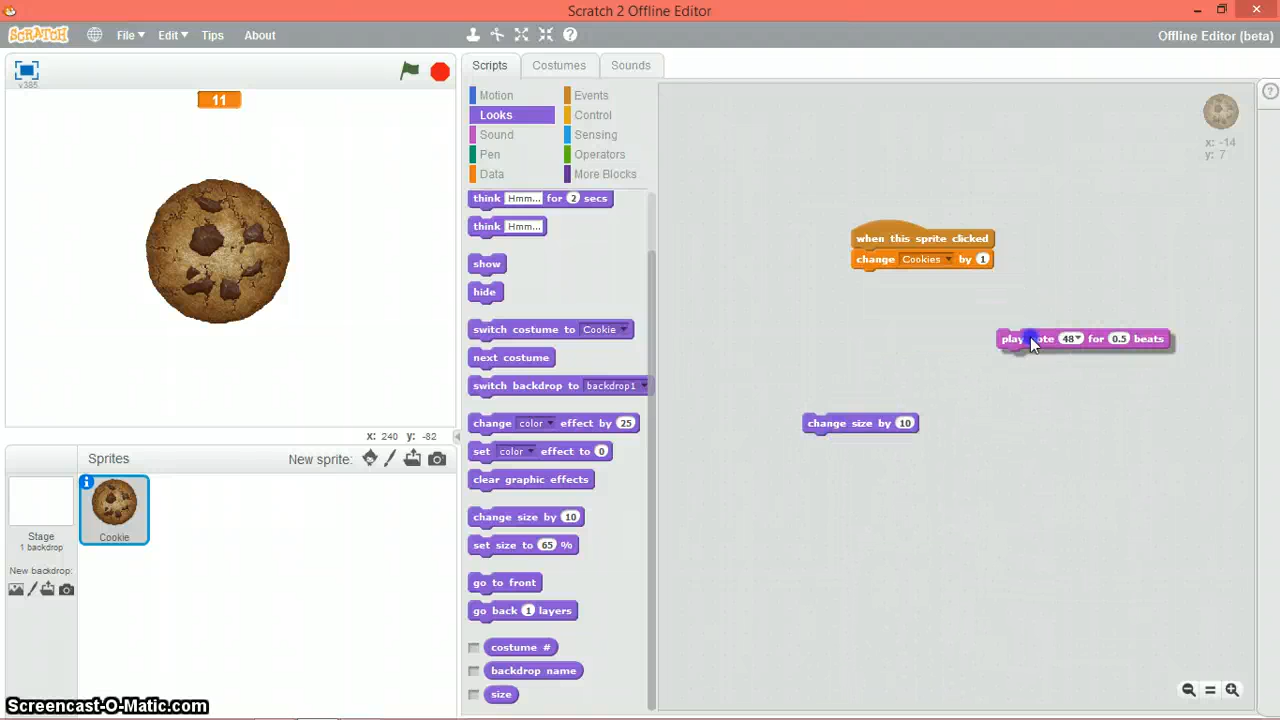 Scratch 2 Offline Editor
SCRATCH
File
Edit
Tips
About
Offline Editor (beta)
v385
11
Scripts
Costumes
Sounds
Motion
Events
Looks
Control
Sound
Sensing
Pen
Operators
Data
More Blocks
x: -14
y: 7
think Hmm... for 2 secs
think Hmm...
show
hide
switch costume to Cookie
next costume
switch backdrop to backdrop1
change color effect by 25
set color effect to 0
clear graphic effects
change size by 10
set size to 65 %
go to front
go back 1 layers
costume #
backdrop name
size
when this sprite clicked
change Cookies by 1
play note 48 for 0.5 beats
change size by 10
x: 240 y: -82
Sprites
New sprite:
Stage
1 backdrop
New backdrop:
Cookie
Screencast-O-Matic.com